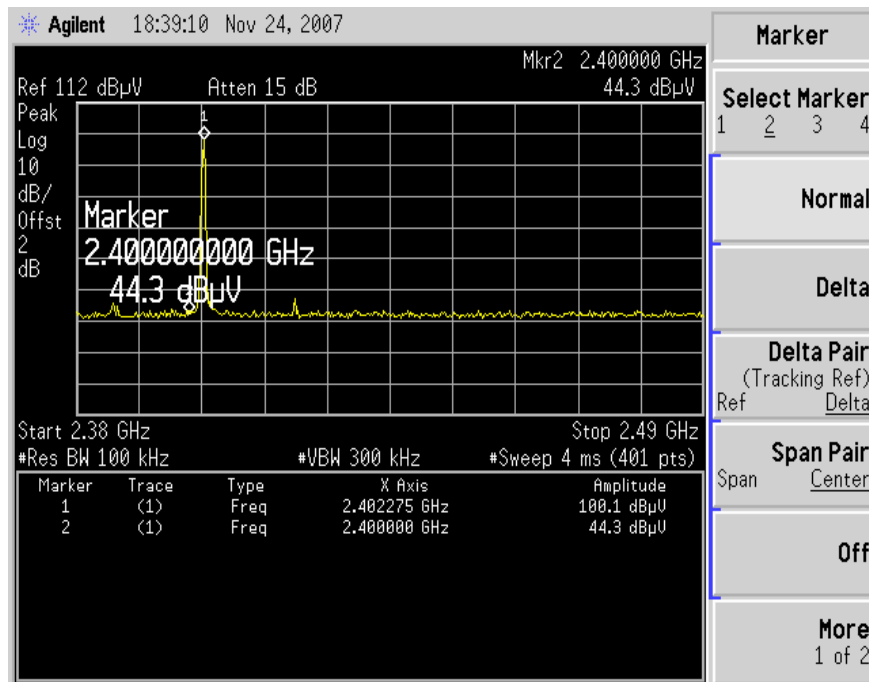 Agilent 18:39:10 Nov 24, 2007
Mkr2 2.400000 GHz
Ref 112 dBµV Atten 15 dB 44.3 dBµV
Peak
Log
10
dB/
Offst
2
dB
1
Marker
2.400000000 GHz
44.3 dBµV
Start 2.38 GHz Stop 2.49 GHz
#Res BW 100 kHz #VBW 300 kHz #Sweep 4 ms (401 pts)
Marker Trace Type X Axis Amplitude
1 (1) Freq 2.402275 GHz 100.1 dBµV
2 (1) Freq 2.400000 GHz 44.3 dBµV
Marker
Select Marker
1 2 3 4
Normal
Delta
Delta Pair
(Tracking Ref)
Ref Delta
Span Pair
Span Center
Off
More
1 of 2